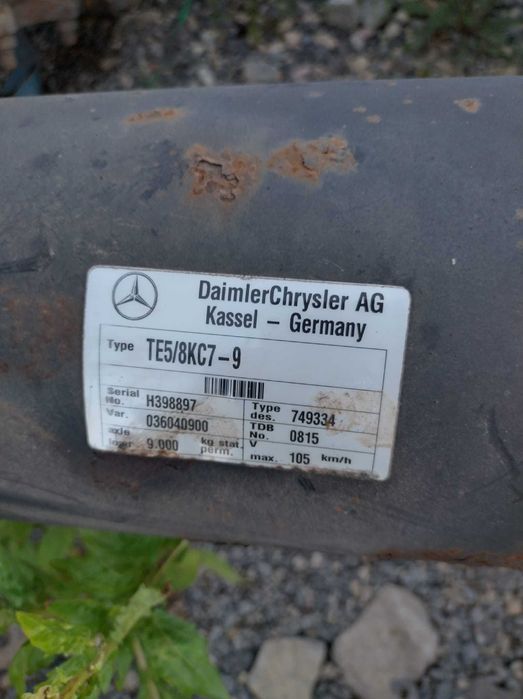 DaimlerChrysler AG
Kassel – Germany
Type TE5/8KC7-9
Serial No. H398897 Type des. 749334
Var. 036040900 TDB No. 0815
axle load 9.000 kg stat. perm. V max. 105 km/h